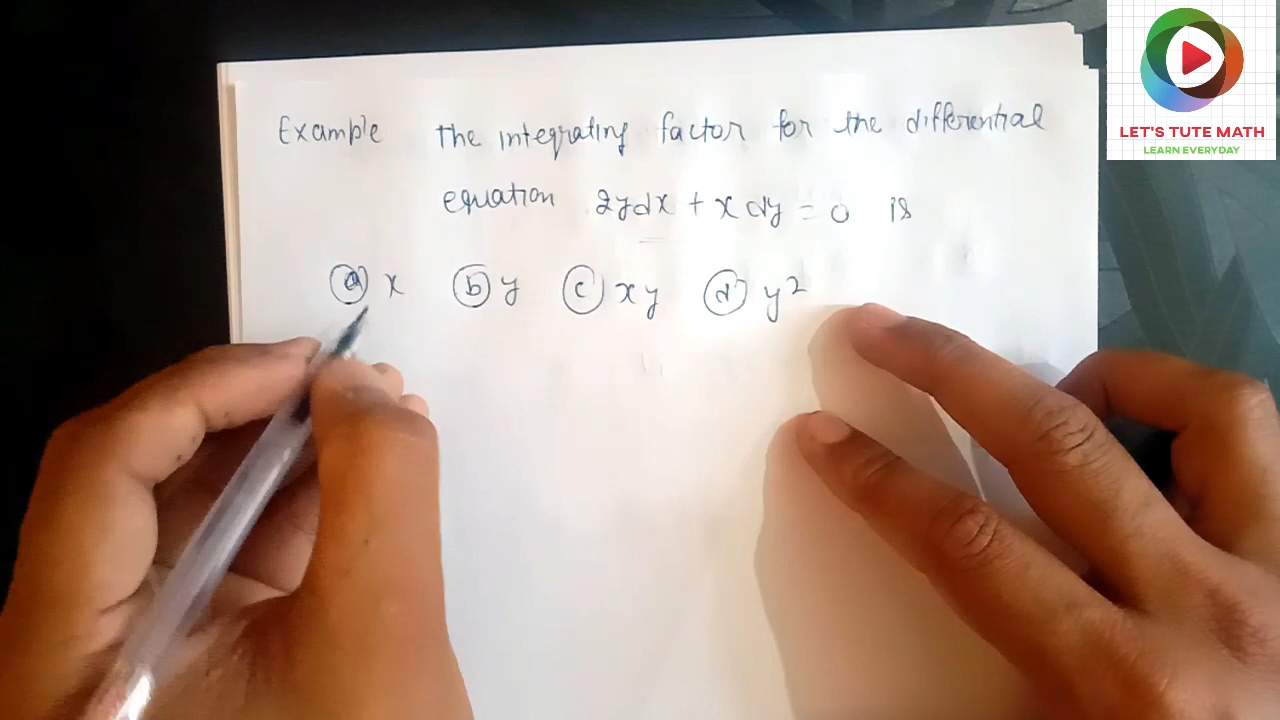 Example The integrating factor for the differential
equation 2ydx + x dy = 0 is
(a) x (b) y (c) xy (d) y²
LET'S TUTE MATH
LEARN EVERYDAY